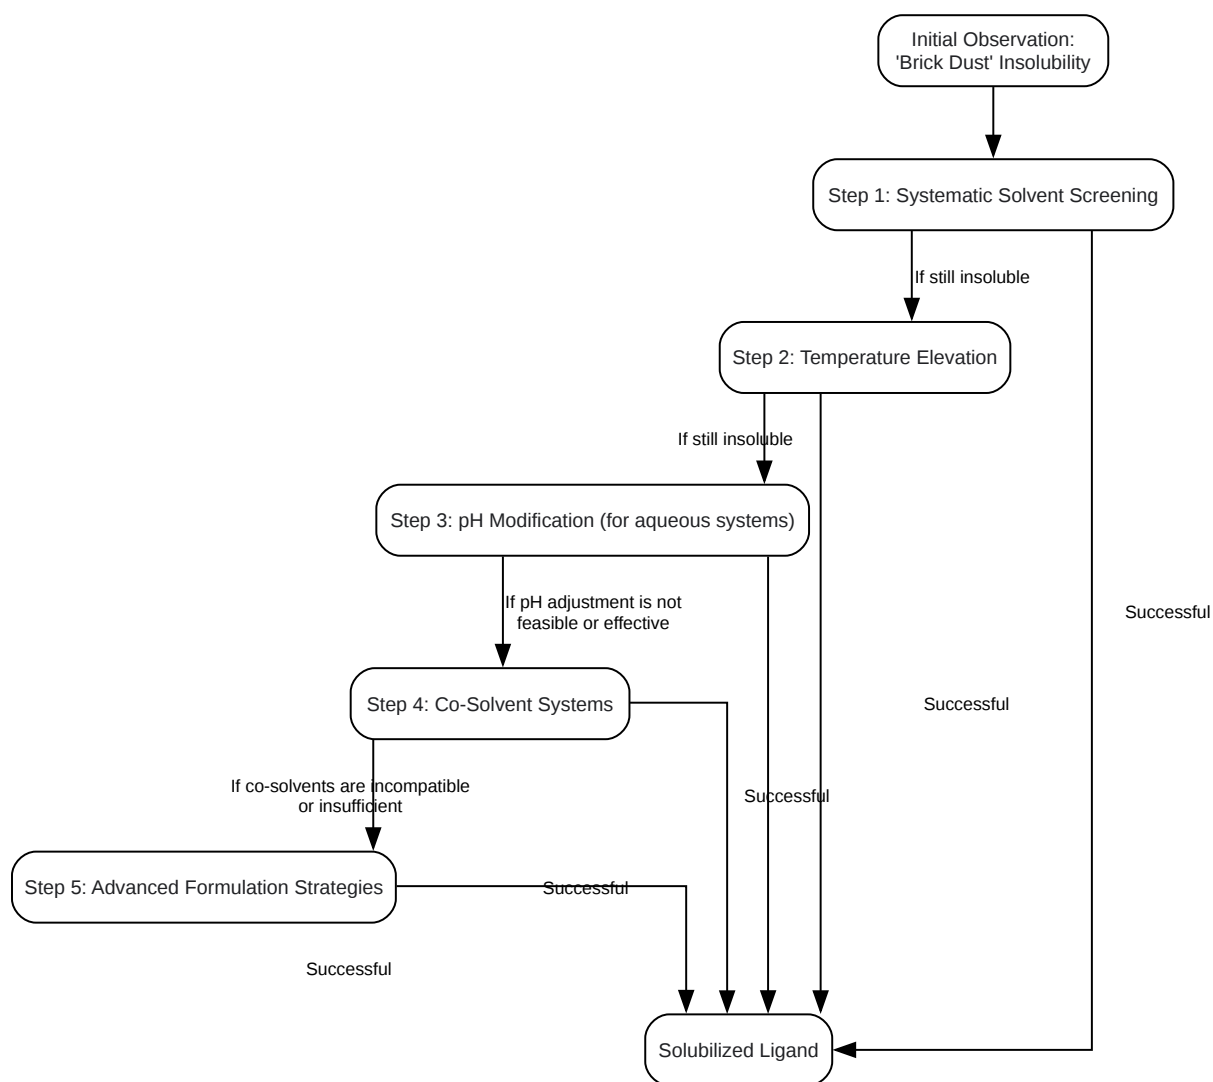 Initial Observation:
'Brick Dust' Insolubility
Step 1: Systematic Solvent Screening
If still insoluble
Step 2: Temperature Elevation
If still insoluble
Step 3: pH Modification (for aqueous systems)
If pH adjustment is not
feasible or effective
Successful
Step 4: Co-Solvent Systems
Successful
If co-solvents are incompatible
or insufficient
Successful
Step 5: Advanced Formulation Strategies
Successful
Successful
Solubilized Ligand